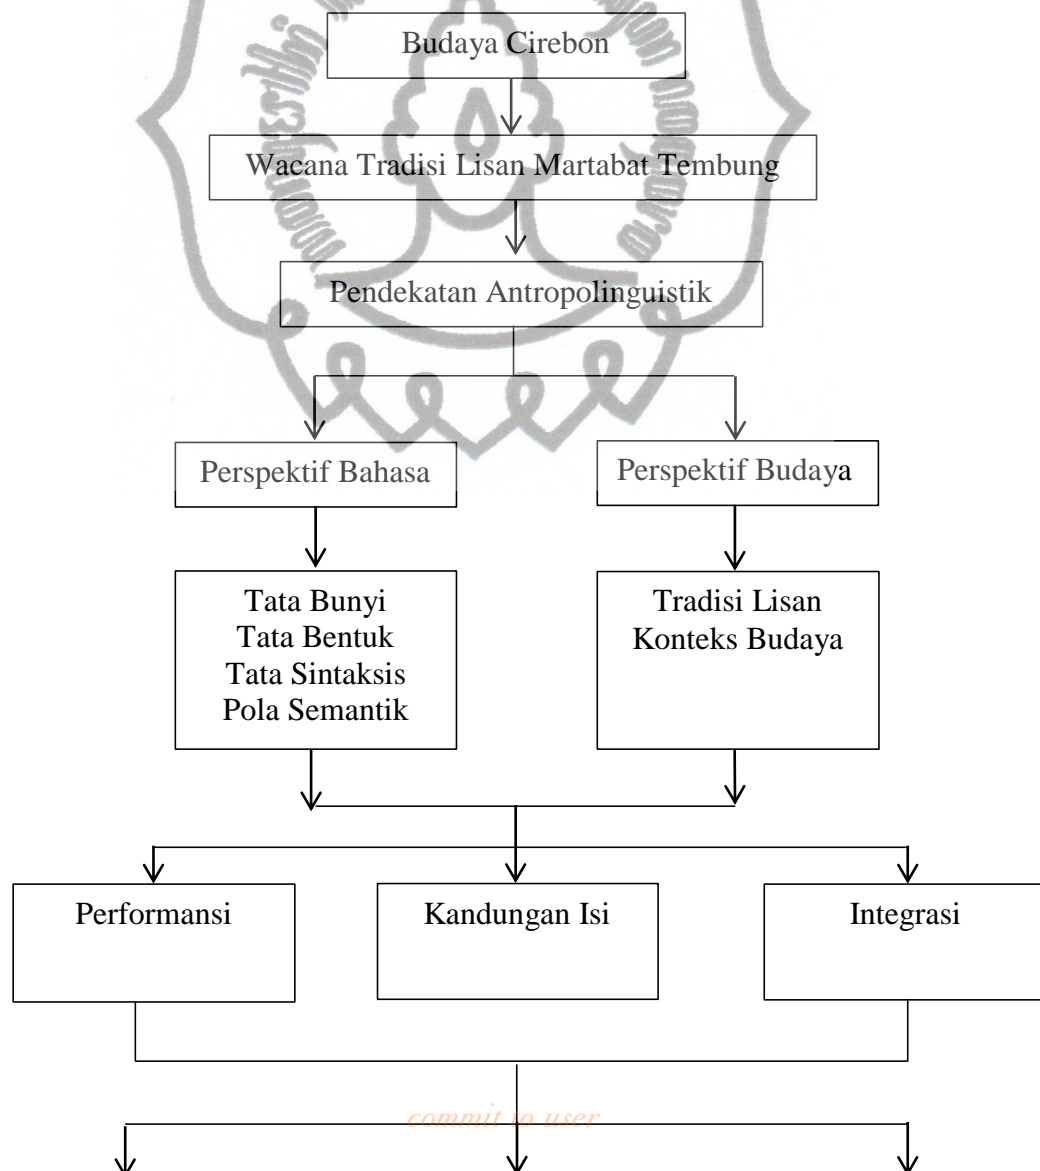 Budaya Cirebon
Wacana Tradisi Lisan Martabat Tembung
Pendekatan Antropolinguistik
Perspektif Bahasa
Perspektif Budaya
Tata Bunyi
Tata Bentuk
Tata Sintaksis
Pola Semantik
Tradisi Lisan
Konteks Budaya
Performansi
Kandungan Isi
Integrasi
commit to user